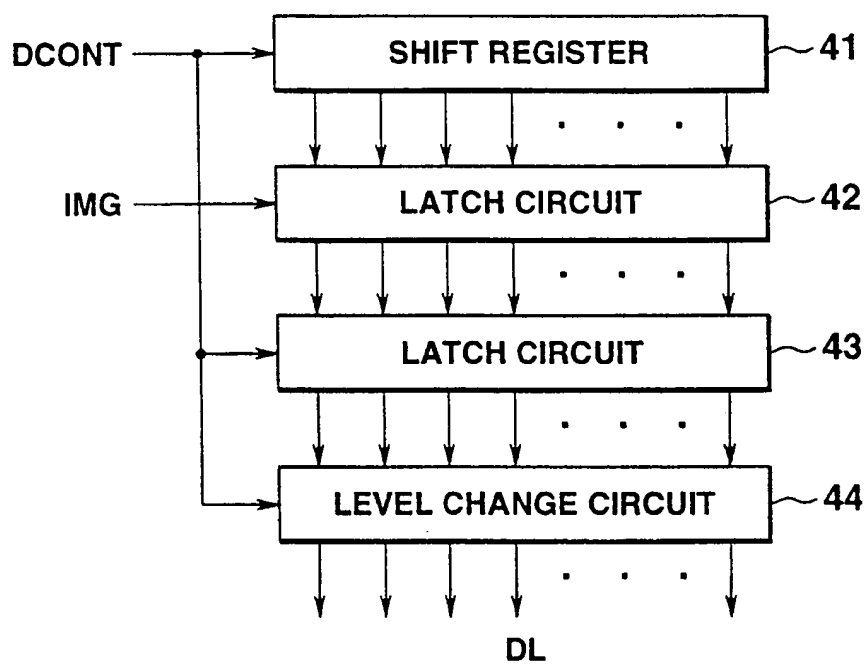 DCONT
SHIFT REGISTER
41
IMG
LATCH CIRCUIT
42
LATCH CIRCUIT
43
LEVEL CHANGE CIRCUIT
44
DL